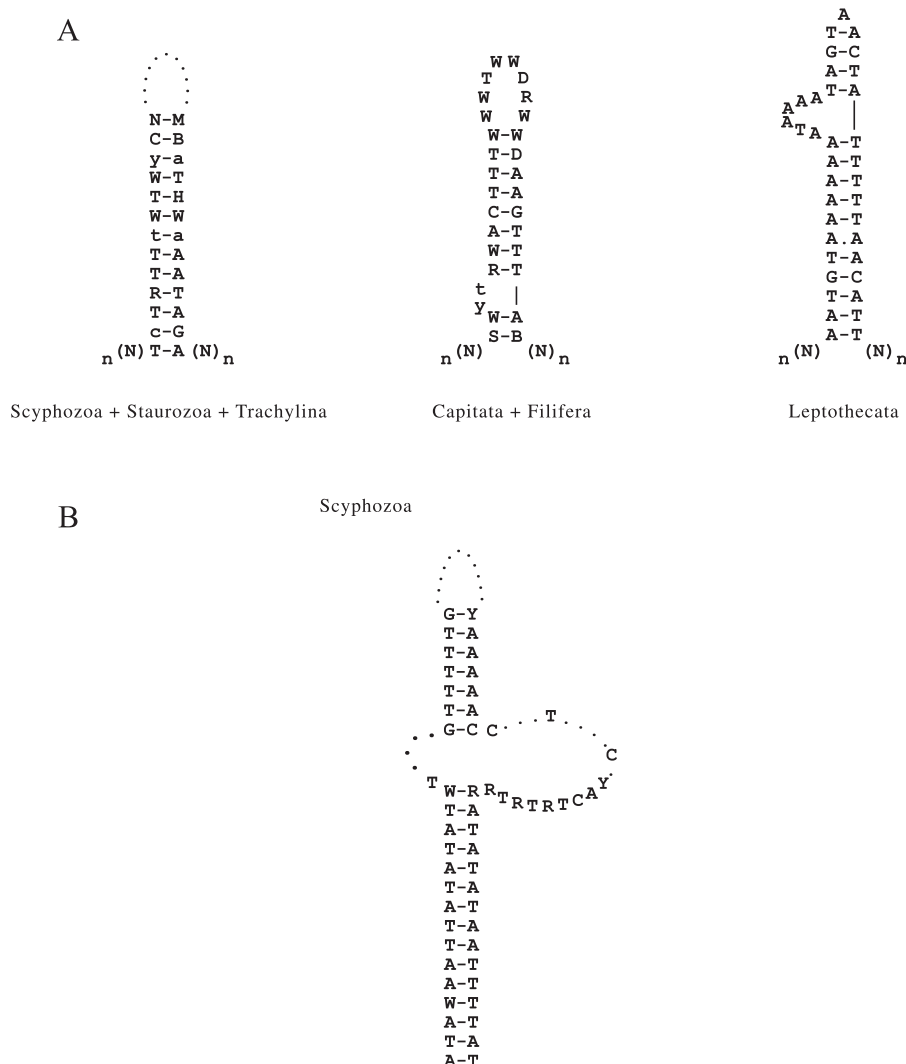 A
N-M
C-B
y-a
W-T
T-H
W-W
t-a
T-A
T-A
R-T
T-A
c-G
n(N) T-A (N)n
Scyphozoa + Staurozoa + Trachylina
W W
T D
W R
W W
W-W
T-D
T-A
T-A
C-G
A-T
W-T
R-T
t |
y W-A
S-B
n(N) (N)n
Capitata + Filifera
A
T-A
G-C
A-T
T-A
A A A |
A T A
A-T
A-T
A-T
A-T
A-T
A.A
T-A
G-C
T-A
A-T
A-T
n(N) (N)n
Leptothecata
B
Scyphozoa
G-Y
T-A
T-A
T-A
T-A
T-A
G-C C T C
T W-R R T R T R T C A Y
T-A
A-T
T-A
A-T
T-A
A-T
T-A
T-A
A-T
A-T
W-T
A-T
T-A
A-T